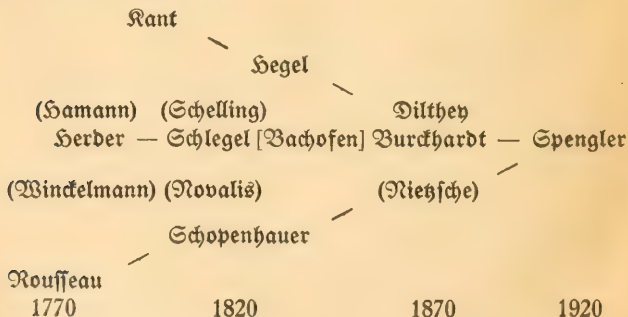 Kant
Hegel
(Hamann) (Schelling) Dilthey
Herder — Schlegel [Bachofen] Burckhardt — Spengler
(Winckelmann) (Novalis) (Nietzsche)
Schopenhauer
Rousseau
1770 1820 1870 1920